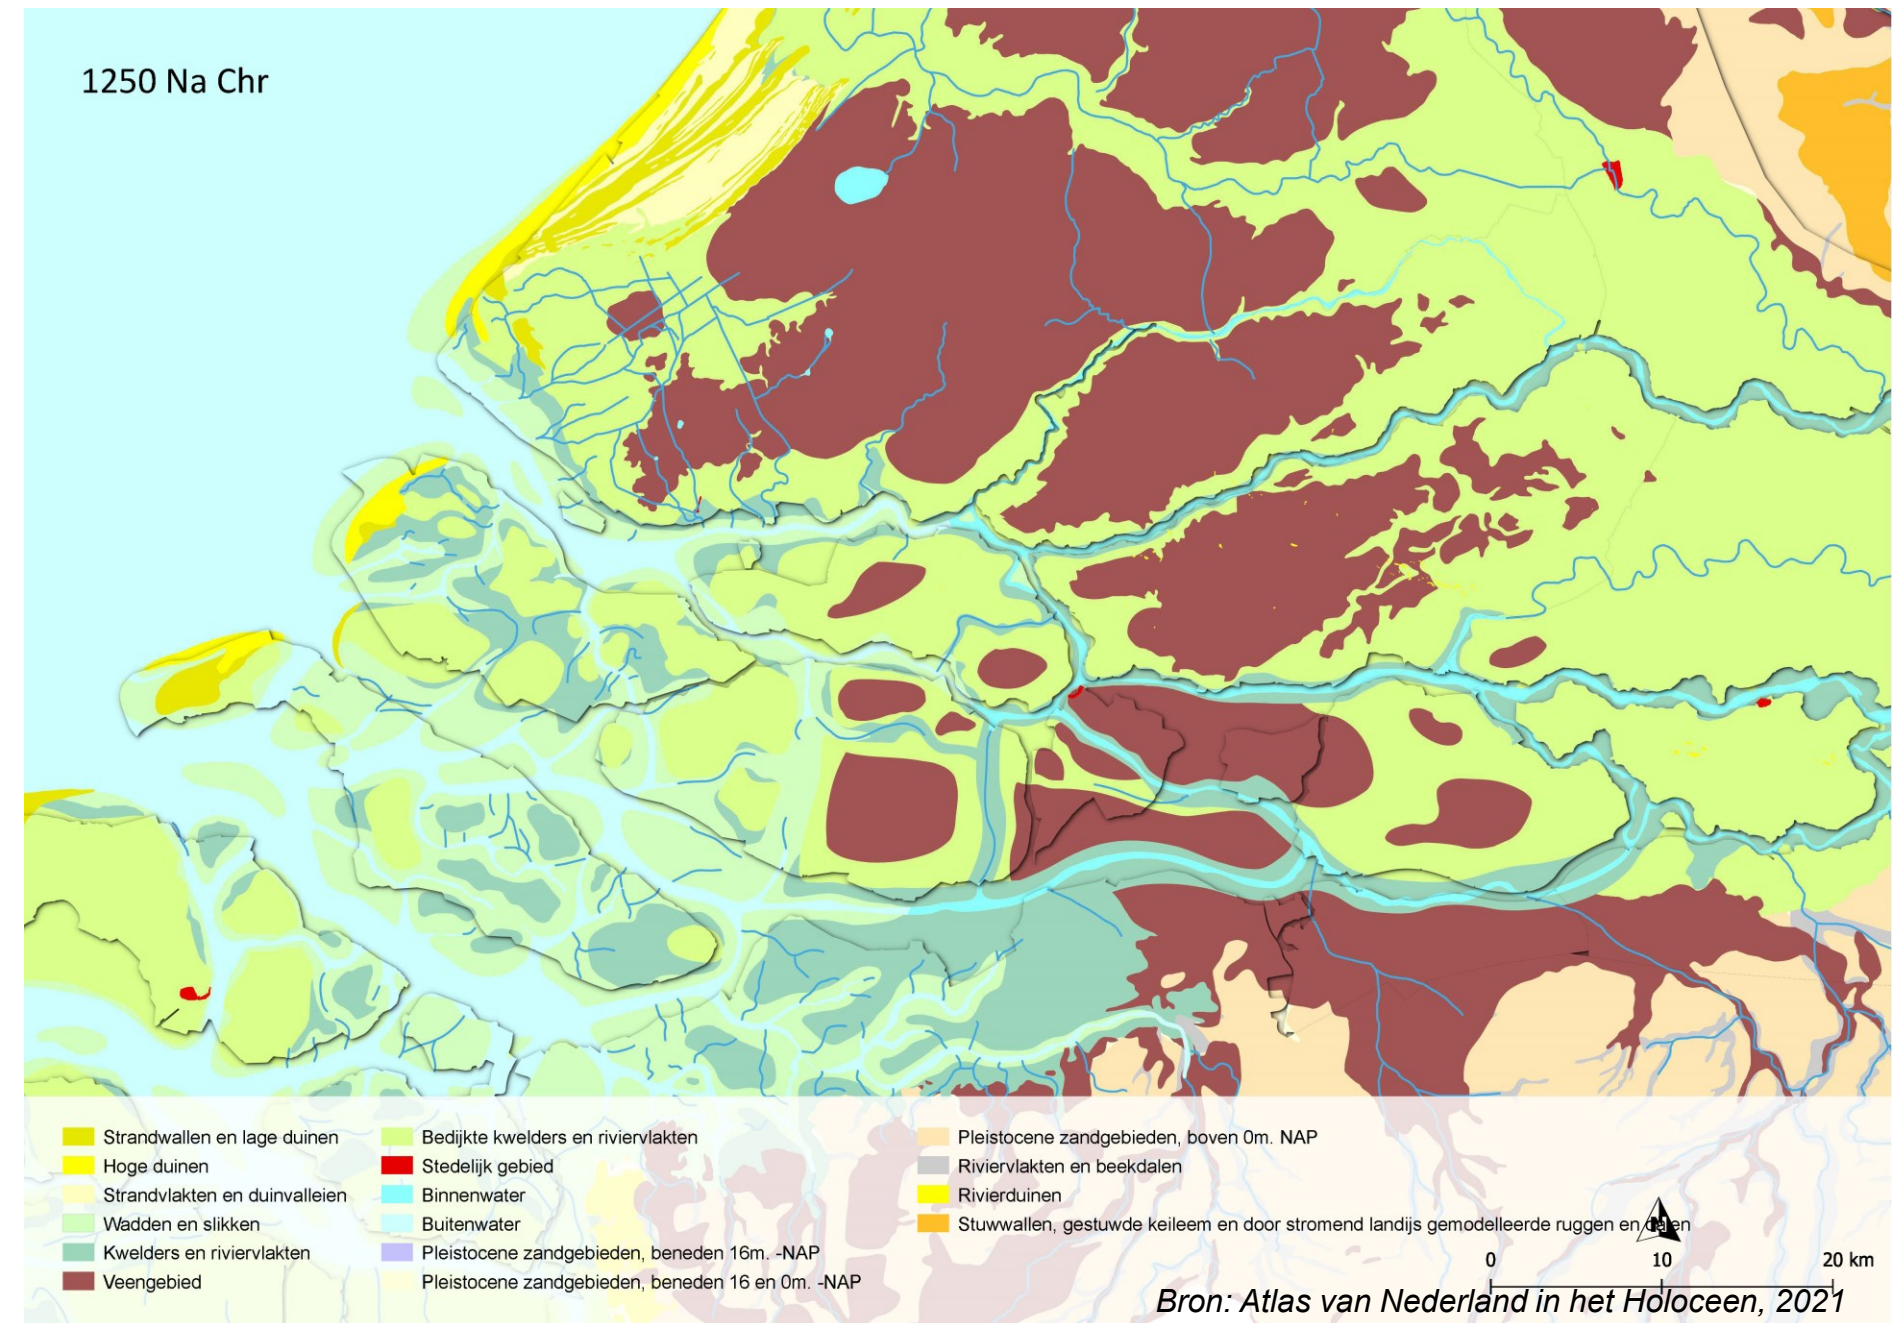 1250 Na Chr
Strandwallen en lage duinen
Hoge duinen
Strandvlakten en duinvalleien
Wadden en slikken
Kwelders en riviervlakten
Veengebied
Bedijkte kwelders en riviervlakten
Stedelijk gebied
Binnenwater
Buitenwater
Pleistocene zandgebieden, beneden 16m. -NAP
Pleistocene zandgebieden, beneden 16 en 0m. -NAP
Pleistocene zandgebieden, boven 0m. NAP
Riviervlakten en beekdalen
Rivierduinen
Stuwwallen, gestuwde keileem en door stromend landijs gemodelleerde ruggen en dalen
N
0 10 20 km
Bron: Atlas van Nederland in het Holoceen, 2021